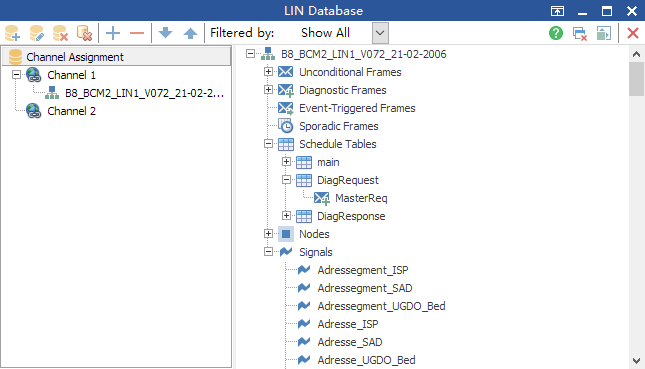 LIN Database
Filtered by: Show All
Channel Assignment
Channel 1
B8_BCM2_LIN1_V072_21-02-2...
Channel 2
B8_BCM2_LIN1_V072_21-02-2006
Unconditional Frames
Diagnostic Frames
Event-Triggered Frames
Sporadic Frames
Schedule Tables
main
DiagRequest
MasterReq
DiagResponse
Nodes
Signals
Adressegment_ISP
Adressegment_SAD
Adressegment_UGDO_Bed
Adresse_ISP
Adresse_SAD
Adresse_UGDO_Bed